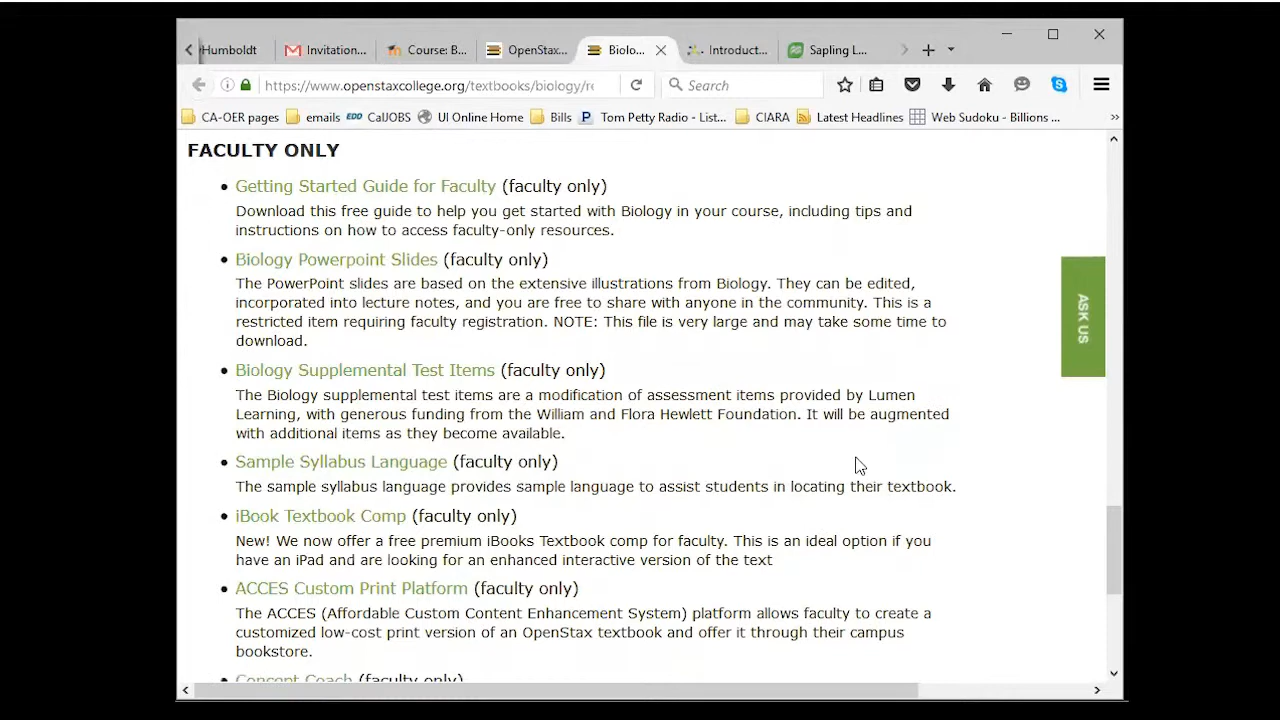 Humboldt
Invitation...
Course: B...
OpenStax...
Biolo...
Introduct...
Sapling L...
https://www.openstaxcollege.org/textbooks/biology/re
Search
CA-OER pages
emails
EDD CalJOBS
UI Online Home
Bills
P Tom Petty Radio - List...
CIARA
Latest Headlines
Web Sudoku - Billions ...
FACULTY ONLY
• Getting Started Guide for Faculty (faculty only)
Download this free guide to help you get started with Biology in your course, including tips and
instructions on how to access faculty-only resources.
• Biology Powerpoint Slides (faculty only)
The PowerPoint slides are based on the extensive illustrations from Biology. They can be edited,
incorporated into lecture notes, and you are free to share with anyone in the community. This is a
restricted item requiring faculty registration. NOTE: This file is very large and may take some time to
download.
• Biology Supplemental Test Items (faculty only)
The Biology supplemental test items are a modification of assessment items provided by Lumen
Learning, with generous funding from the William and Flora Hewlett Foundation. It will be augmented
with additional items as they become available.
• Sample Syllabus Language (faculty only)
The sample syllabus language provides sample language to assist students in locating their textbook.
• iBook Textbook Comp (faculty only)
New! We now offer a free premium iBooks Textbook comp for faculty. This is an ideal option if you
have an iPad and are looking for an enhanced interactive version of the text
• ACCES Custom Print Platform (faculty only)
The ACCES (Affordable Custom Content Enhancement System) platform allows faculty to create a
customized low-cost print version of an OpenStax textbook and offer it through their campus
bookstore.
• Concept Coach (faculty only)
ASK US